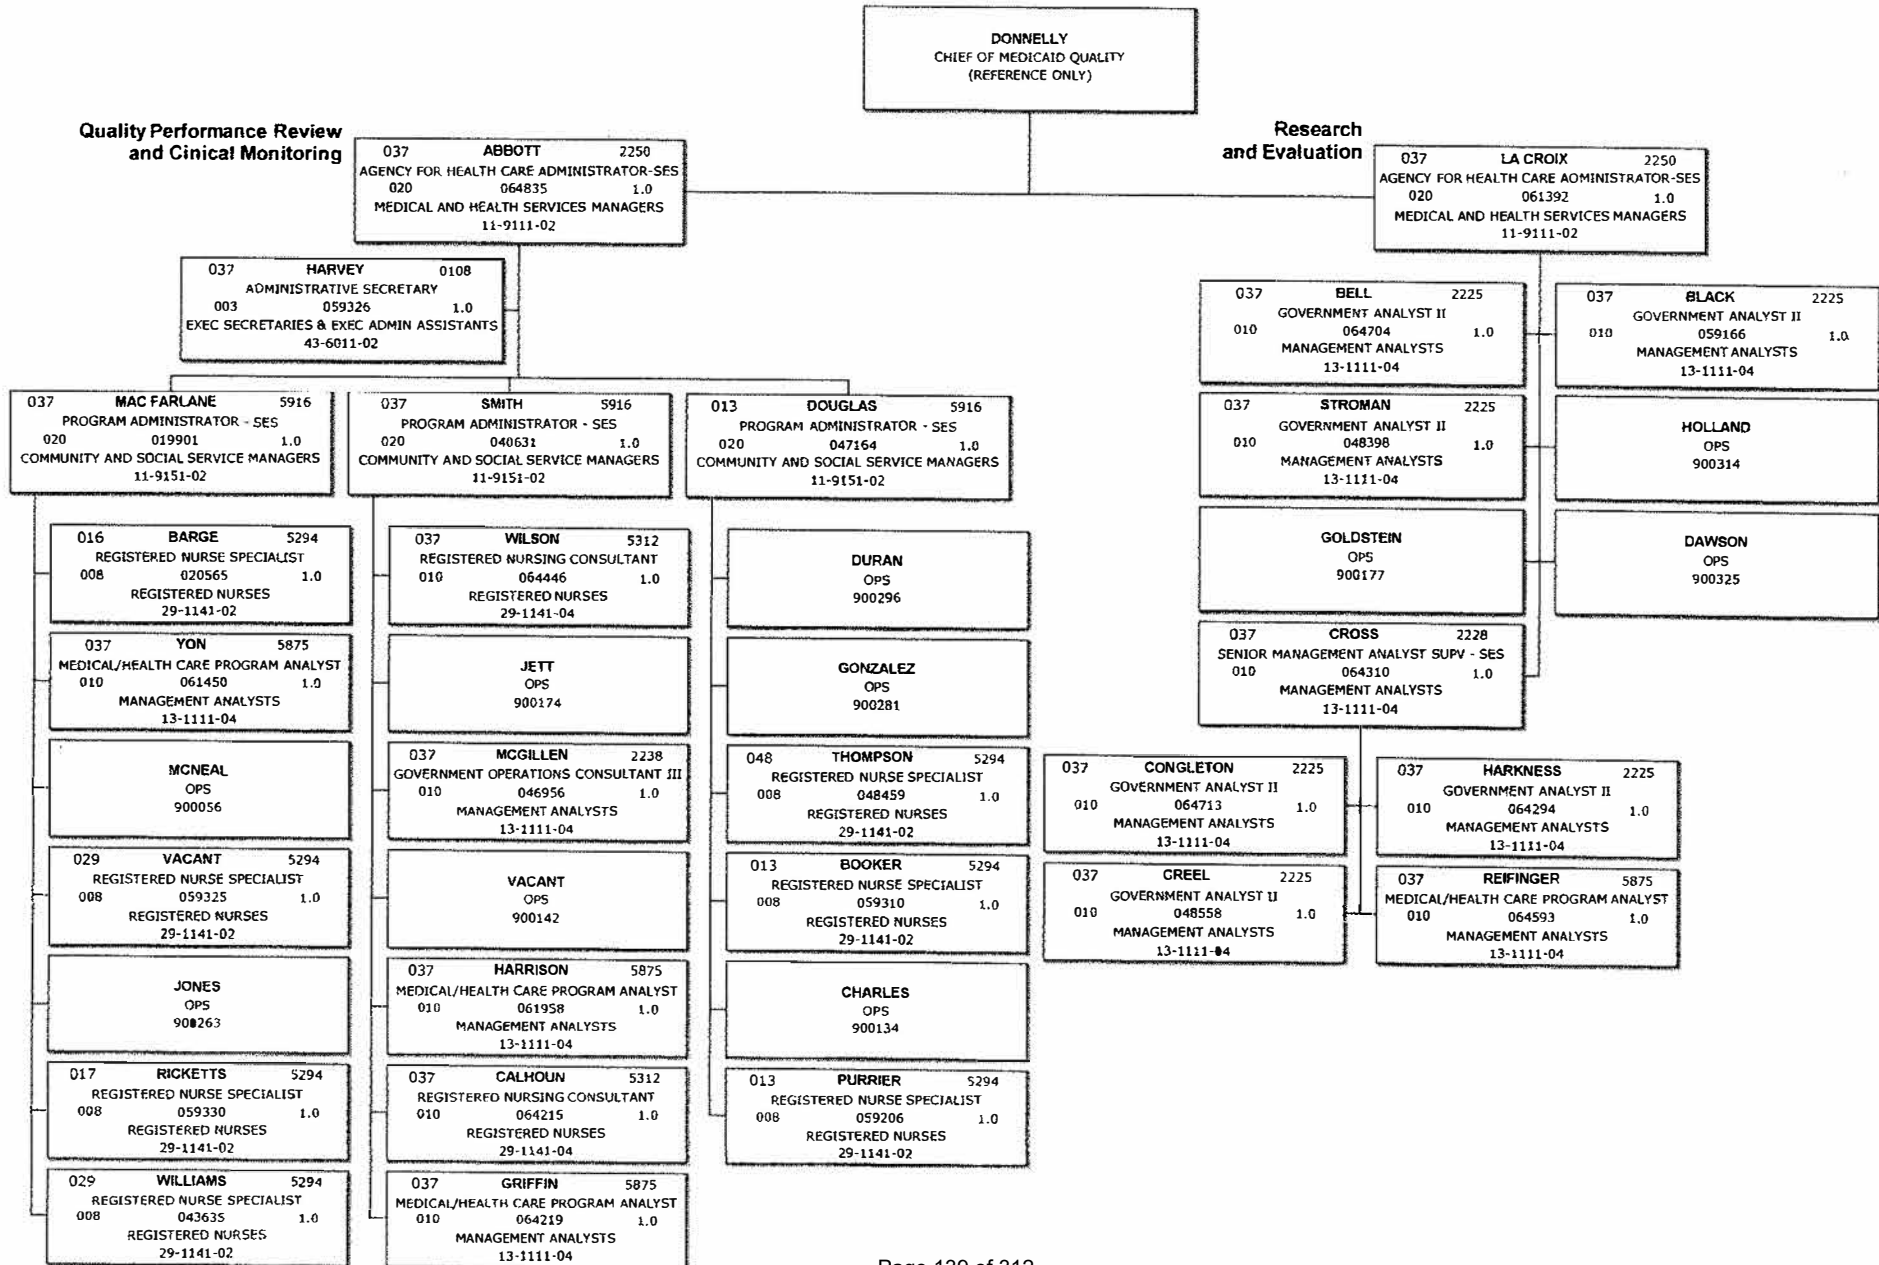 DONNELLY
CHIEF OF MEDICAID QUALITY
(REFERENCE ONLY)
Quality Performance Review
and Cinical Monitoring
037 ABBOTT 2250
AGENCY FOR HEALTH CARE ADMINISTRATOR-SES
020 064835 1.0
MEDICAL AND HEALTH SERVICES MANAGERS
11-9111-02
Research
and Evaluation
037 LA CROIX 2250
AGENCY FOR HEALTH CARE ADMINISTRATOR-SES
020 061392 1.0
MEDICAL AND HEALTH SERVICES MANAGERS
11-9111-02
037 HARVEY 0108
ADMINISTRATIVE SECRETARY
003 059326 1.0
EXEC SECRETARIES & EXEC ADMIN ASSISTANTS
43-6011-02
037 MAC FARLANE 5916
PROGRAM ADMINISTRATOR - SES
020 019901 1.0
COMMUNITY AND SOCIAL SERVICE MANAGERS
11-9151-02
037 SMITH 5916
PROGRAM ADMINISTRATOR - SES
020 040631 1.0
COMMUNITY AND SOCIAL SERVICE MANAGERS
11-9151-02
013 DOUGLAS 5916
PROGRAM ADMINISTRATOR - SES
020 047164 1.0
COMMUNITY AND SOCIAL SERVICE MANAGERS
11-9151-02
016 BARGE 5294
REGISTERED NURSE SPECIALIST
008 020565 1.0
REGISTERED NURSES
29-1141-02
037 YON 5875
MEDICAL/HEALTH CARE PROGRAM ANALYST
010 061450 1.0
MANAGEMENT ANALYSTS
13-1111-04
MCNEAL
OPS
900056
029 VACANT 5294
REGISTERED NURSE SPECIALIST
008 059325 1.0
REGISTERED NURSES
29-1141-02
JONES
OPS
900263
017 RICKETTS 5294
REGISTERED NURSE SPECIALIST
008 059330 1.0
REGISTERED NURSES
29-1141-02
029 WILLIAMS 5294
REGISTERED NURSE SPECIALIST
008 043635 1.0
REGISTERED NURSES
29-1141-02
037 WILSON 5312
REGISTERED NURSING CONSULTANT
010 064446 1.0
REGISTERED NURSES
29-1141-04
JETT
OPS
900174
037 MCGILLEN 2238
GOVERNMENT OPERATIONS CONSULTANT III
010 046956 1.0
MANAGEMENT ANALYSTS
13-1111-04
VACANT
OPS
900142
037 HARRISON 5875
MEDICAL/HEALTH CARE PROGRAM ANALYST
010 061958 1.0
MANAGEMENT ANALYSTS
13-1111-04
037 CALHOUN 5312
REGISTERED NURSING CONSULTANT
010 064215 1.0
REGISTERED NURSES
29-1141-04
037 GRIFFIN 5875
MEDICAL/HEALTH CARE PROGRAM ANALYST
010 064219 1.0
MANAGEMENT ANALYSTS
13-1111-04
DURAN
OPS
900296
GONZALEZ
OPS
900281
048 THOMPSON 5294
REGISTERED NURSE SPECIALIST
008 048459 1.0
REGISTERED NURSES
29-1141-02
013 BOOKER 5294
REGISTERED NURSE SPECIALIST
008 059310 1.0
REGISTERED NURSES
29-1141-02
CHARLES
OPS
900134
013 PURRIER 5294
REGISTERED NURSE SPECIALIST
008 059206 1.0
REGISTERED NURSES
29-1141-02
037 BELL 2225
GOVERNMENT ANALYST II
010 064704 1.0
MANAGEMENT ANALYSTS
13-1111-04
037 BLACK 2225
GOVERNMENT ANALYST II
010 059166 1.0
MANAGEMENT ANALYSTS
13-1111-04
037 STROMAN 2225
GOVERNMENT ANALYST II
010 048398 1.0
MANAGEMENT ANALYSTS
13-1111-04
HOLLAND
OPS
900314
GOLDSTEIN
OPS
900177
DAWSON
OPS
900325
037 CROSS 2228
SENIOR MANAGEMENT ANALYST SUPV - SES
010 064310 1.0
MANAGEMENT ANALYSTS
13-1111-04
037 CONGLETON 2225
GOVERNMENT ANALYST II
010 064713 1.0
MANAGEMENT ANALYSTS
13-1111-04
037 HARKNESS 2225
GOVERNMENT ANALYST II
010 064294 1.0
MANAGEMENT ANALYSTS
13-1111-04
037 CREEL 2225
GOVERNMENT ANALYST II
010 048558 1.0
MANAGEMENT ANALYSTS
13-1111-04
037 REIFINGER 5875
MEDICAL/HEALTH CARE PROGRAM ANALYST
010 064593 1.0
MANAGEMENT ANALYSTS
13-1111-04